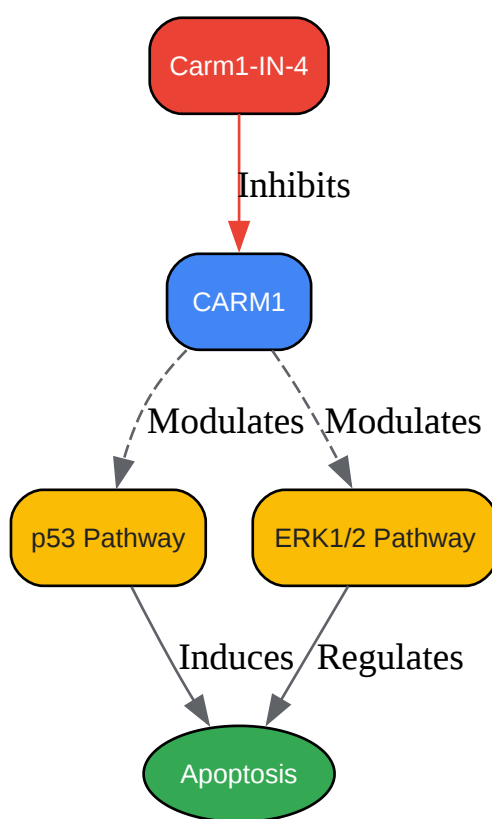 Carm1-IN-4
Inhibits
CARM1
Modulates
Modulates
p53 Pathway
ERK1/2 Pathway
Induces
Regulates
Apoptosis